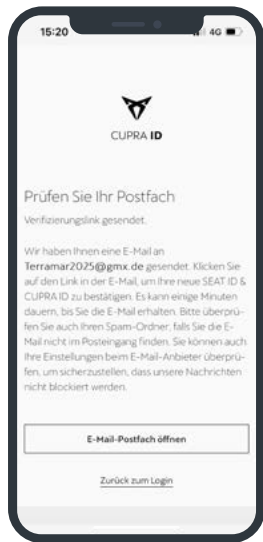 15:20
4G
CUPRA ID
Prüfen Sie Ihr Postfach
Verifizierungslink gesendet.
Wir haben Ihnen eine E-Mail an
Terramar2025@gmx.de gesendet. Klicken Sie
auf den Link in der E-Mail, um Ihre neue SEAT ID &
CUPRA ID zu bestätigen. Es kann einige Minuten
dauern, bis Sie die E-Mail erhalten. Bitte überprü-
fen Sie auch Ihren Spam-Ordner, falls Sie die E-
Mail nicht im Posteingang finden. Sie können auch
Ihre Einstellungen beim E-Mail-Anbieter überprü-
fen, um sicherzustellen, dass unsere Nachrichten
nicht blockiert werden.
E-Mail-Postfach öffnen
Zurück zum Login